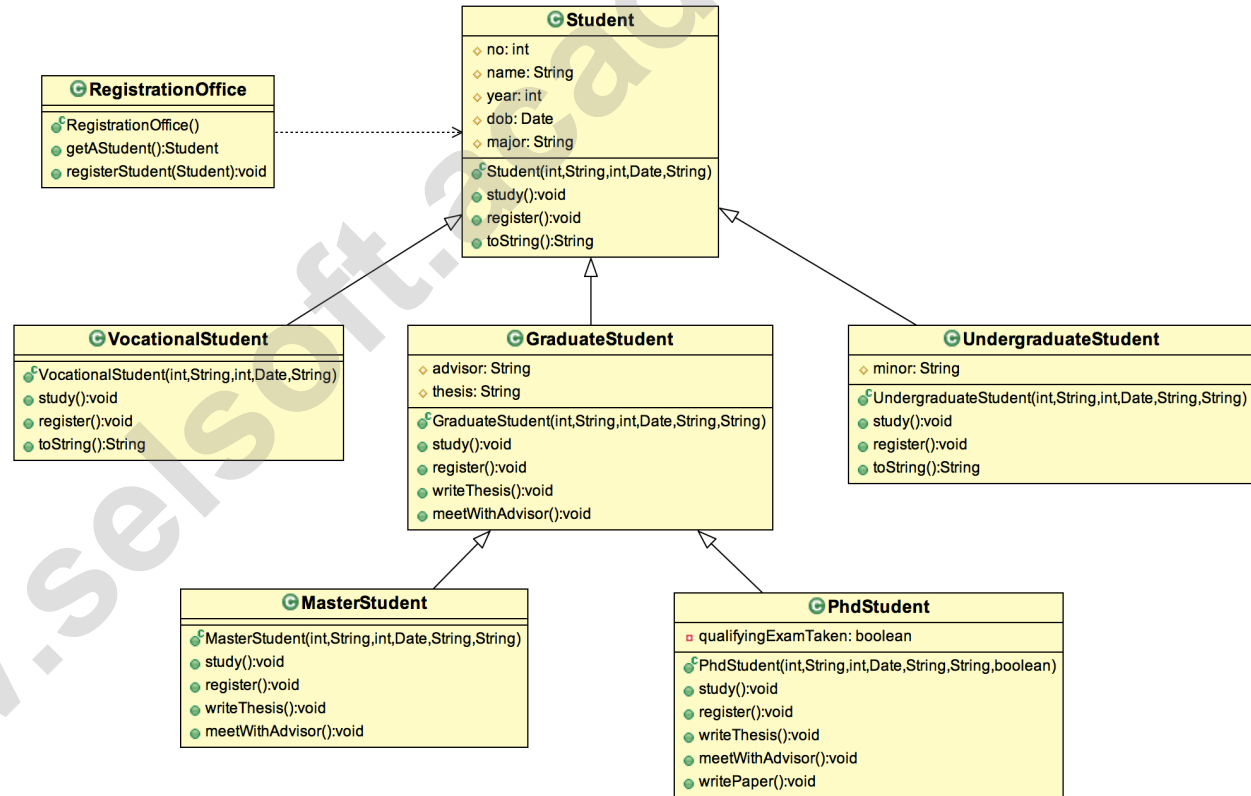 Student
no: int
name: String
year: int
dob: Date
major: String
Student(int,String,int,Date,String)
study():void
register():void
toString():String
RegistrationOffice
RegistrationOffice()
getAStudent():Student
registerStudent(Student):void
VocationalStudent
VocationalStudent(int,String,int,Date,String)
study():void
register():void
toString():String
GraduateStudent
advisor: String
thesis: String
GraduateStudent(int,String,int,Date,String,String)
study():void
register():void
writeThesis():void
meetWithAdvisor():void
UndergraduateStudent
minor: String
UndergraduateStudent(int,String,int,Date,String,String)
study():void
register():void
toString():String
MasterStudent
MasterStudent(int,String,int,Date,String,String)
study():void
register():void
writeThesis():void
meetWithAdvisor():void
PhdStudent
qualifyingExamTaken: boolean
PhdStudent(int,String,int,Date,String,String,boolean)
study():void
register():void
writeThesis():void
meetWithAdvisor():void
writePaper():void
.selsoft.acad